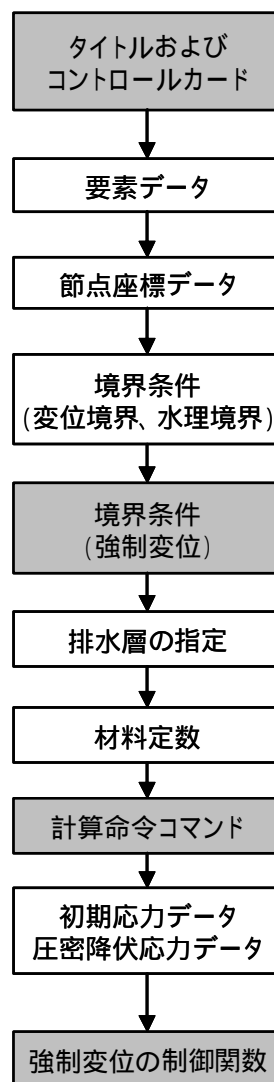 タイトルおよび
コントロールカード
要素データ
節点座標データ
境界条件
(変位境界、水理境界)
境界条件
(強制変位)
排水層の指定
材料定数
計算命令コマンド
初期応力データ
圧密降伏応力データ
強制変位の制御関数